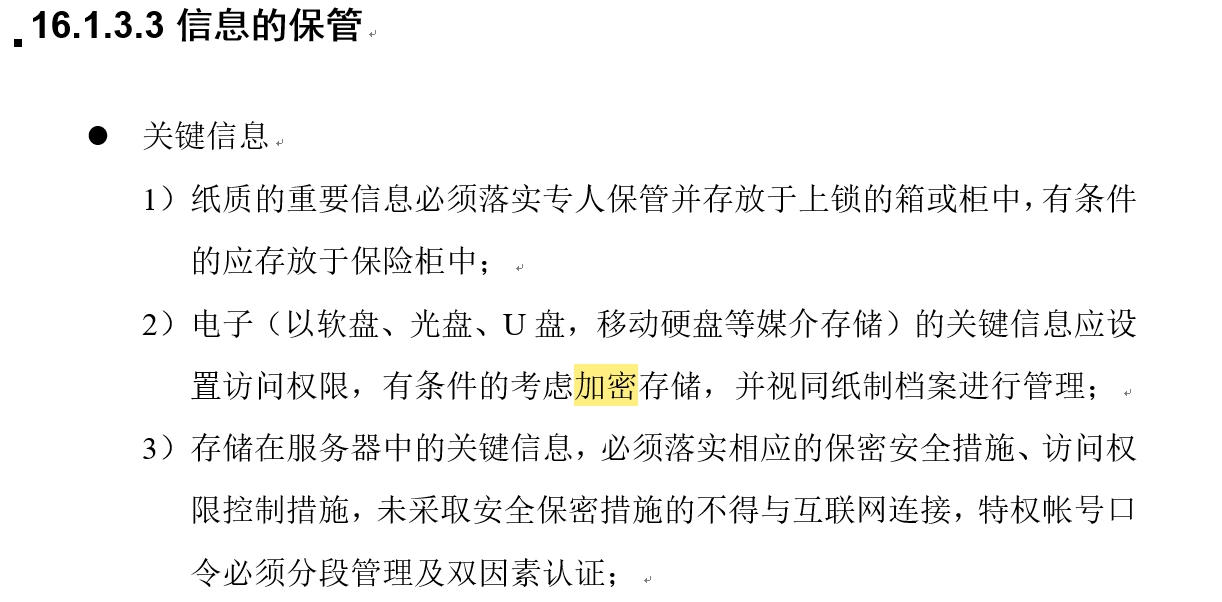 16.1.3.3 信息的保管
● 关键信息
1）纸质的重要信息必须落实专人保管并存放于上锁的箱或柜中，有条件
的应存放于保险柜中；
2）电子（以软盘、光盘、U 盘，移动硬盘等媒介存储）的关键信息应设
置访问权限，有条件的考虑加密存储，并视同纸制档案进行管理；
3）存储在服务器中的关键信息，必须落实相应的保密安全措施、访问权
限控制措施，未采取安全保密措施的不得与互联网连接，特权帐号口
令必须分段管理及双因素认证；